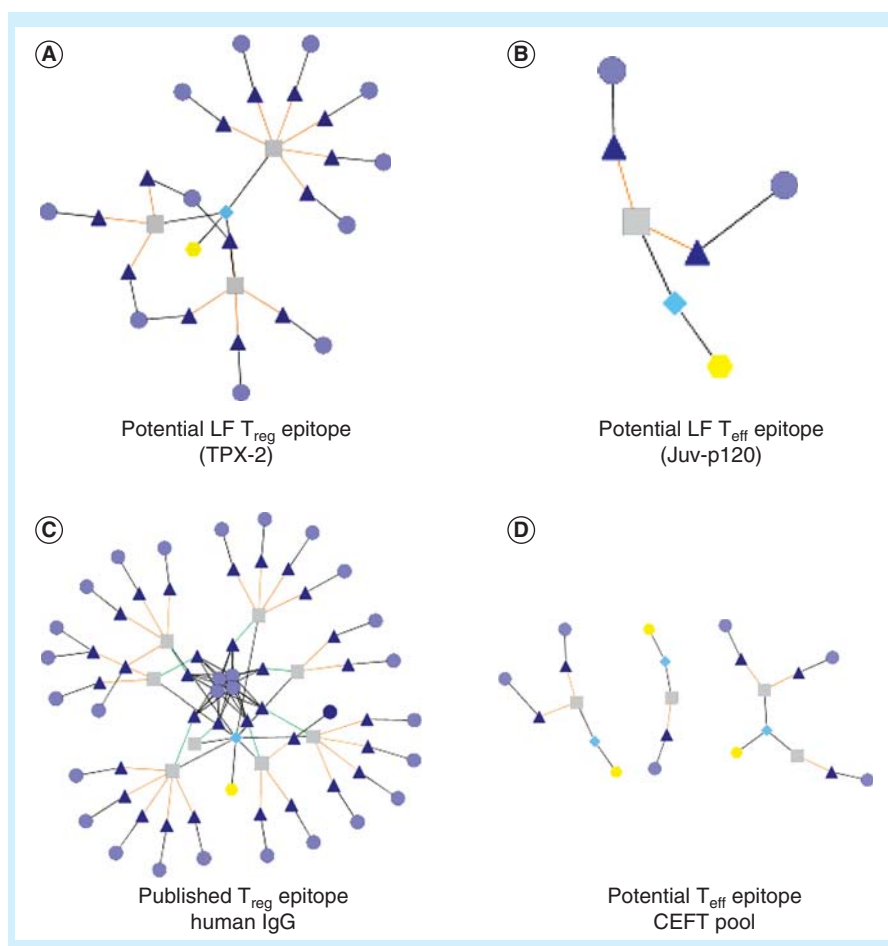 A
B
Potential LF Treg epitope
(TPX-2)
Potential LF Teff epitope
(Juv-p120)
C
D
Published Treg epitope
human IgG
Potential Teff epitope
CEFT pool